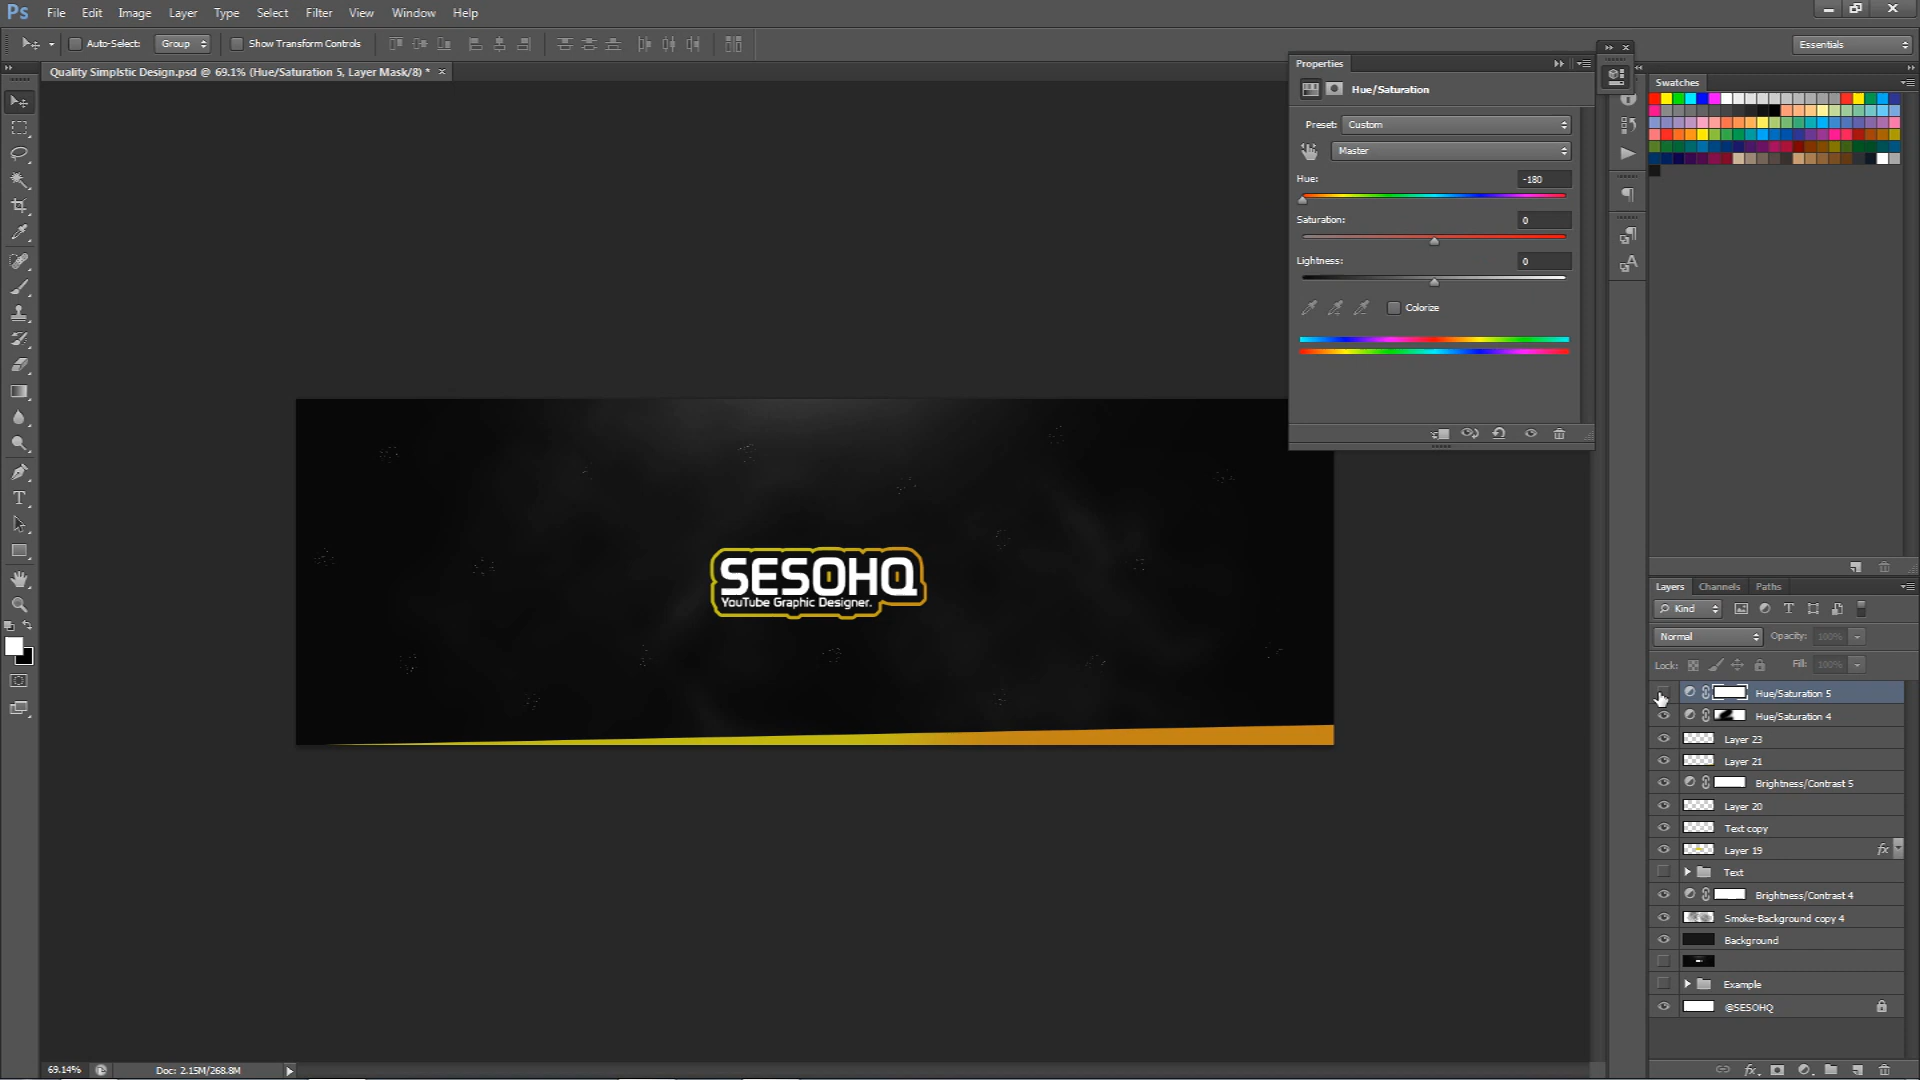 Ps File Edit Image Layer Type Select Filter View Window Help
Auto-Select: Group Show Transform Controls
Essentials
Quality Simplstic Design.psd @ 69.1% (Hue/Saturation 5, Layer Mask/8) *
Properties
Hue/Saturation
Preset: Custom
Master
Hue: -180
Saturation: 0
Lightness: 0
Colorize
Swatches
SESOHQ
YouTube Graphic Designer.
Layers Channels Paths
Kind
Normal Opacity: 100%
Lock: Fill: 100%
Hue/Saturation 5
Hue/Saturation 4
Layer 23
Layer 21
Brightness/Contrast 5
Layer 20
Text copy
Layer 19 fx
Text
Brightness/Contrast 4
Smoke-Background copy 4
Background
Example
@SESOHQ
69.14% Doc: 2.15M/268.8M
fx